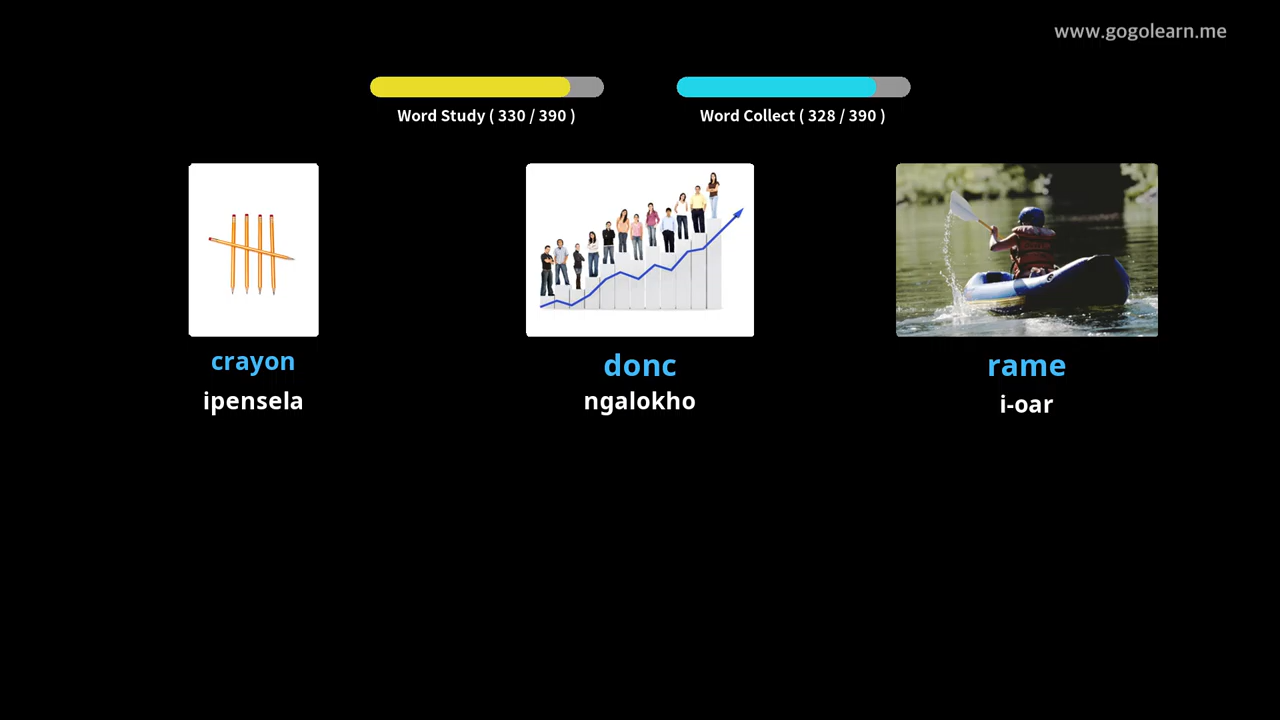 www.gogolearn.me
Word Study ( 330 / 390 )
Word Collect ( 328 / 390 )
crayon
ipensela
donc
ngalokho
rame
i-oar